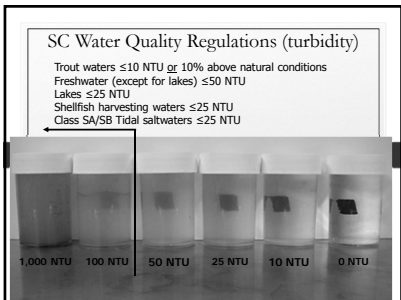 SC Water Quality Regulations (turbidity)
Trout waters ≤10 NTU or 10% above natural conditions
Freshwater (except for lakes) ≤50 NTU
Lakes ≤25 NTU
Shellfish harvesting waters ≤25 NTU
Class SA/SB Tidal saltwaters ≤25 NTU
1,000 NTU 100 NTU 50 NTU 25 NTU 10 NTU 0 NTU